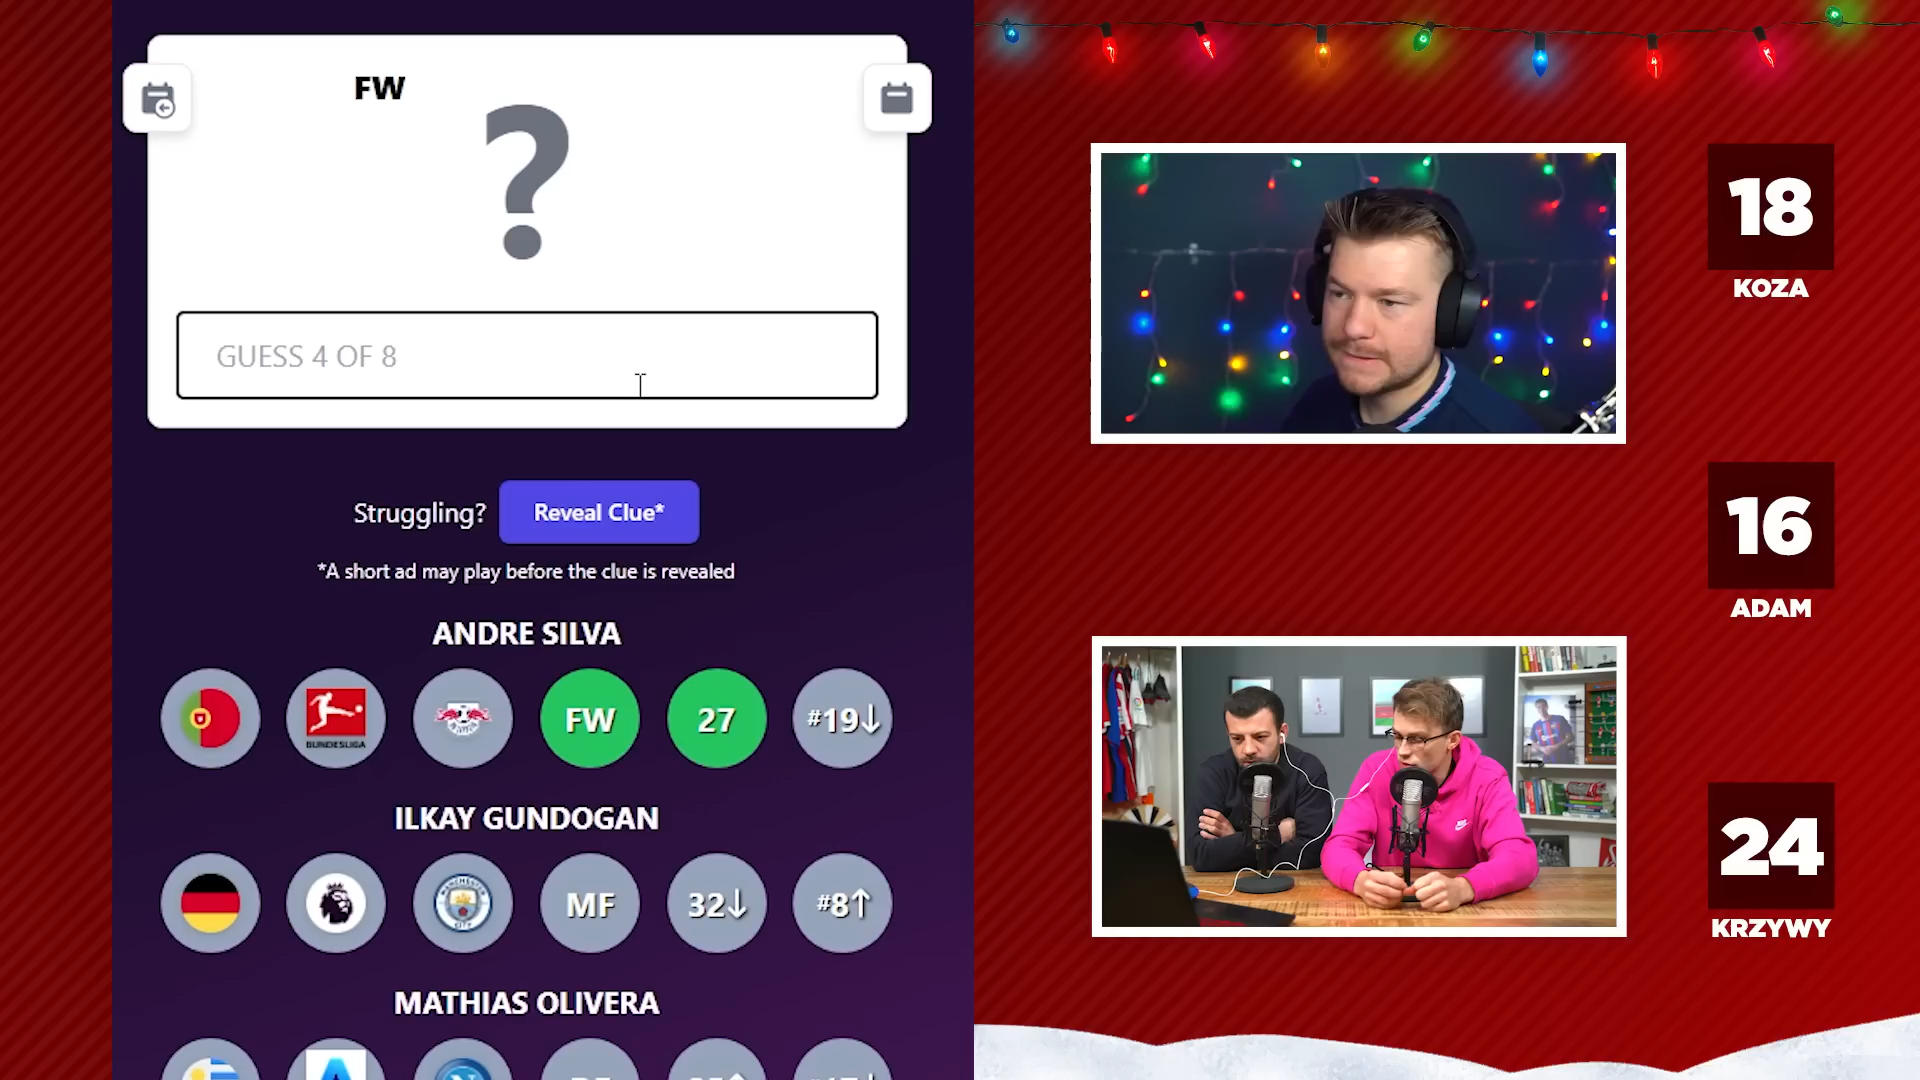 FW
?
GUESS 4 OF 8
Struggling?
Reveal Clue*
*A short ad may play before the clue is revealed
ANDRE SILVA
BUNDESLIGA
FW
27
#19↓
ILKAY GUNDOGAN
MF
32↓
#8↑
MATHIAS OLIVERA
18
KOZA
16
ADAM
24
KRZYWY